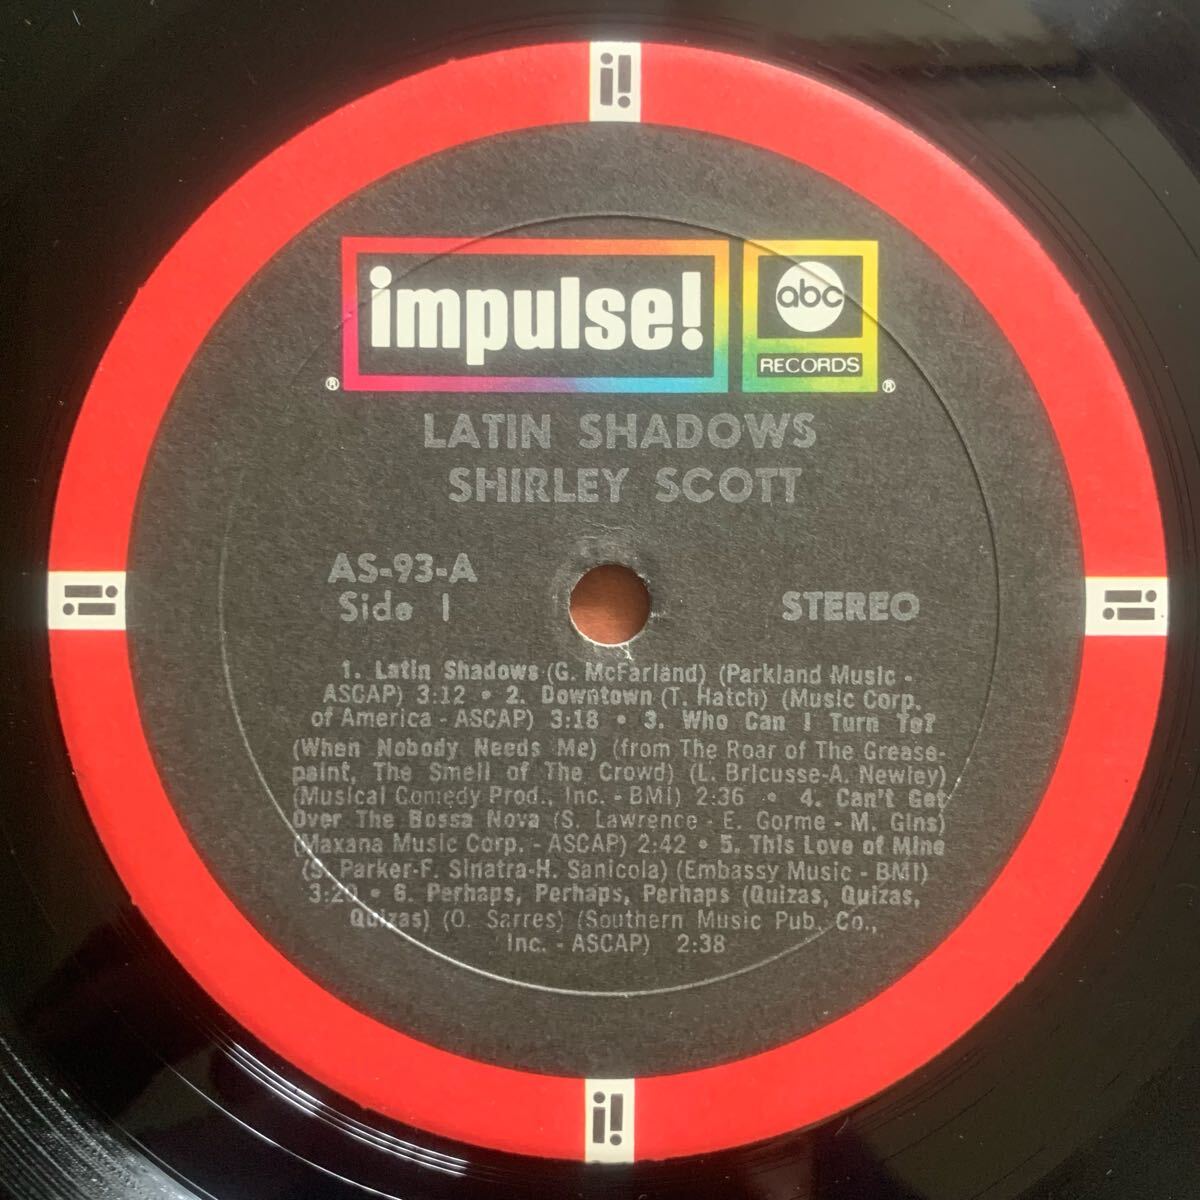 i!
impulse!
abc
RECORDS
® ®
LATIN SHADOWS
SHIRLEY SCOTT
AS-93-A
Side 1
STEREO
1. Latin Shadows (G. McFarland) (Parkland Music -
ASCAP) 3:12 • 2. Downtown (T. Hatch) (Music Corp.
of America - ASCAP) 3:18 • 3. Who Can I Turn To?
(When Nobody Needs Me) (from The Roar of The Grease-
paint, The Smell of The Crowd) (L. Bricusse-A. Newley)
(Musical Comedy Prod., Inc. - BMI) 2:36 • 4. Can't Get
Over The Bossa Nova (S. Lawrence - E. Gorme - M. Gins)
(Maxana Music Corp. - ASCAP) 2:42 • 5. This Love of Mine
(S. Parker-F. Sinatra-H. Sanicola) (Embassy Music - BMI)
3:20 • 6. Perhaps, Perhaps, Perhaps (Quizas, Quizas,
Quizas) (O. Sarres) (Southern Music Pub. Co.,
Inc. - ASCAP) 2:38
i!
i!
i!